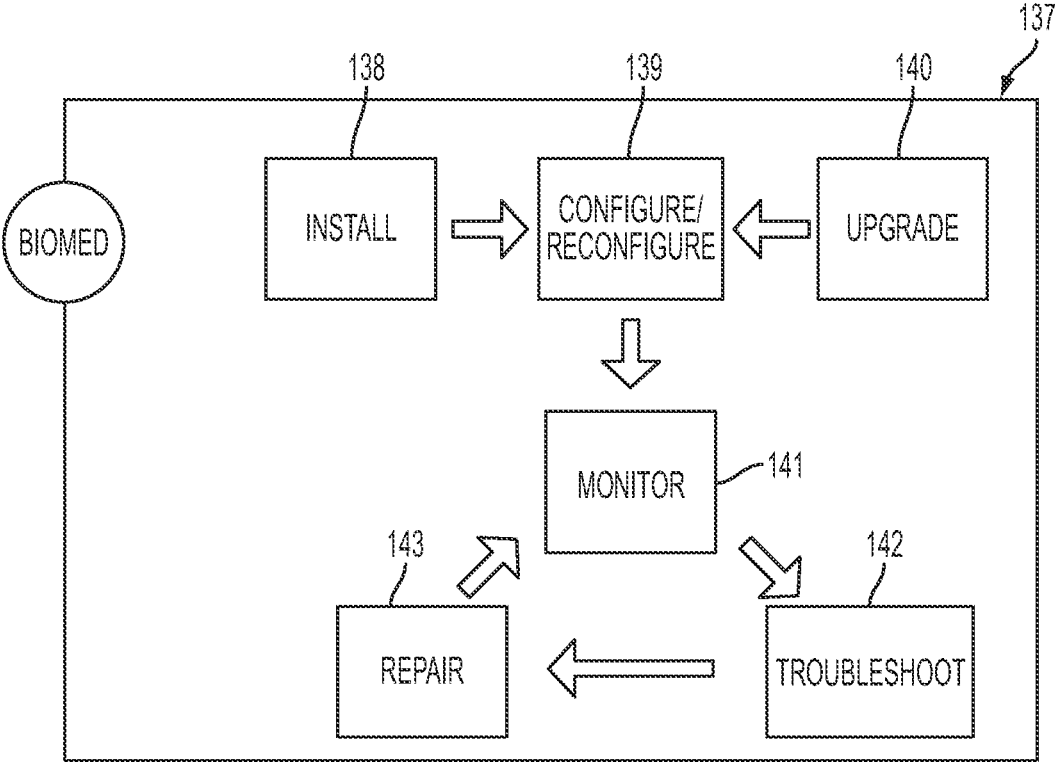 137
138
139
140
BIOMED
INSTALL
CONFIGURE/
RECONFIGURE
UPGRADE
MONITOR
141
143
142
REPAIR
TROUBLESHOOT